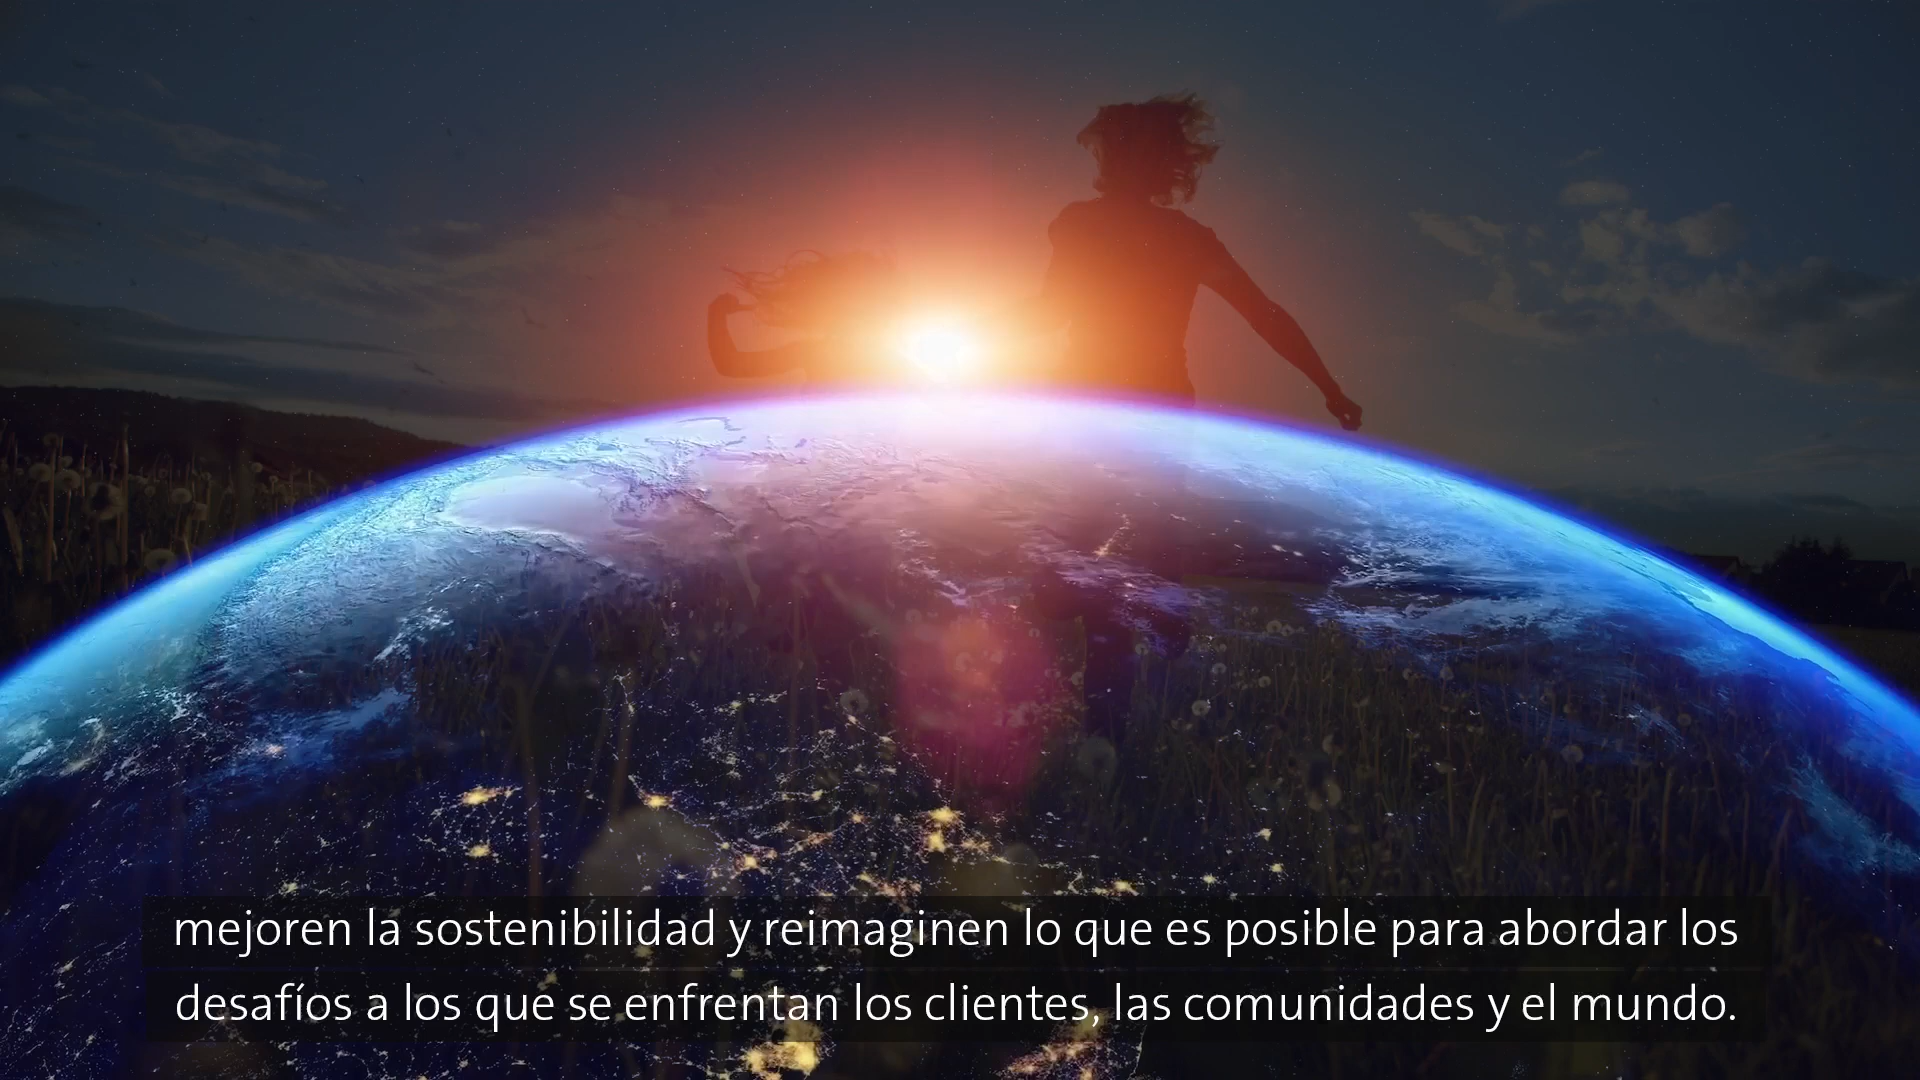 mejoren la sostenibilidad y reimaginen lo que es posible para abordar los
desafíos a los que se enfrentan los clientes, las comunidades y el mundo.